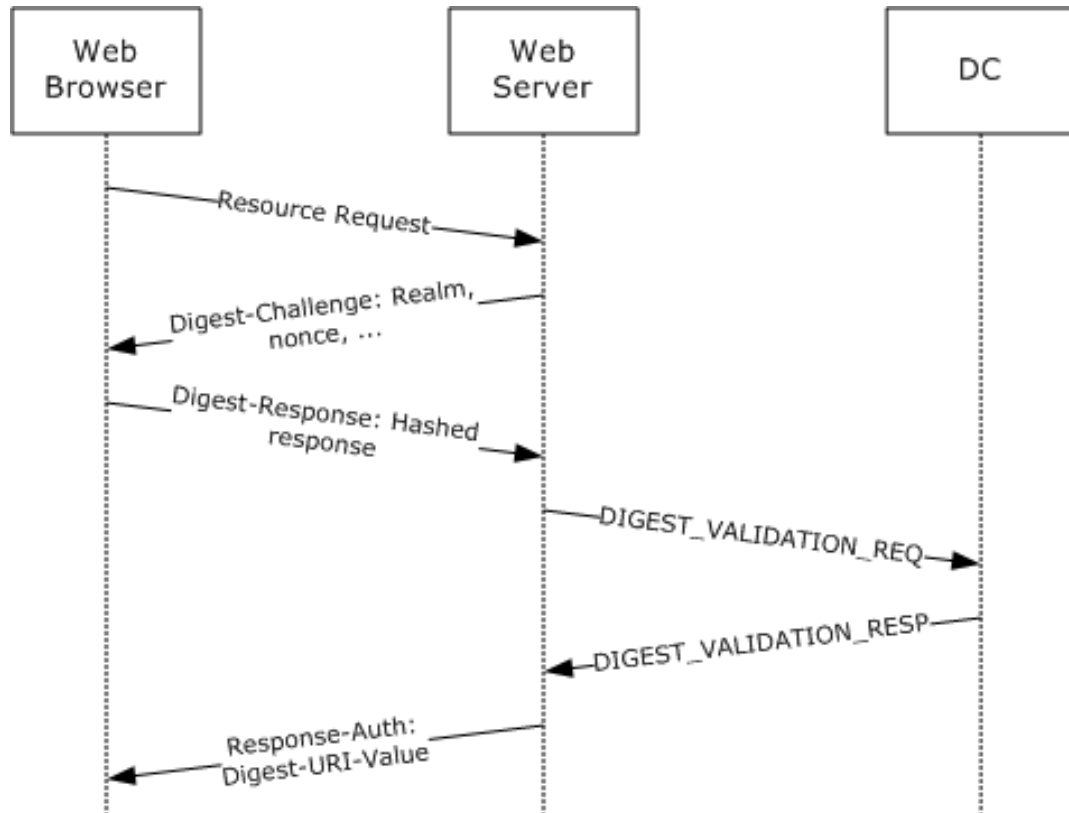 Web
Browser
Web
Server
DC
Resource Request
Digest-Challenge: Realm,
nonce, ...
Digest-Response: Hashed
response
DIGEST_VALIDATION_REQ
DIGEST_VALIDATION_RESP
Response-Auth:
Digest-URI-Value